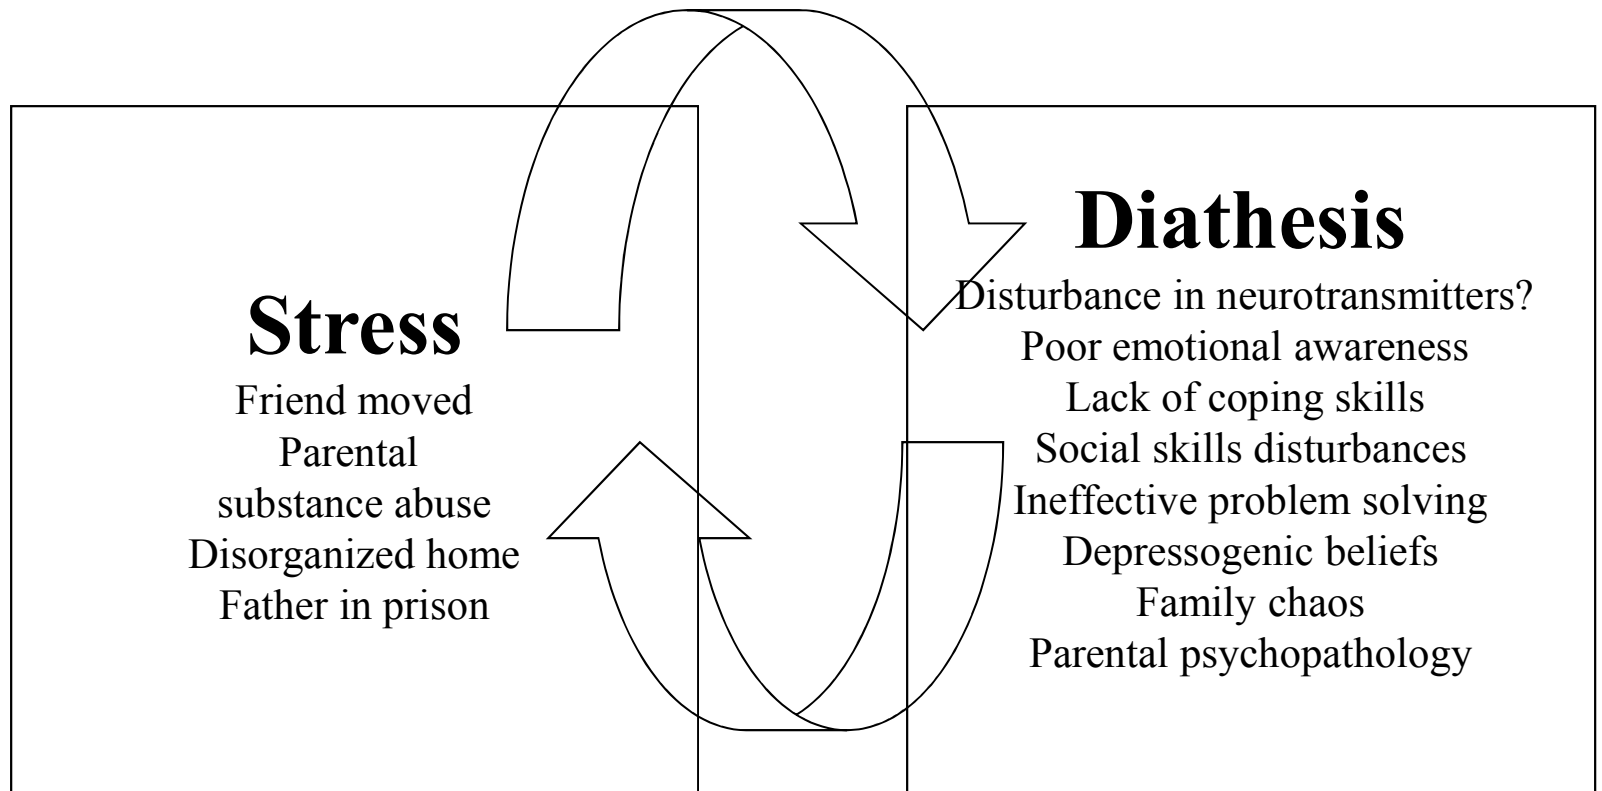 Stress
Friend moved
Parental
substance abuse
Disorganized home
Father in prison
Diathesis
Disturbance in neurotransmitters?
Poor emotional awareness
Lack of coping skills
Social skills disturbances
Ineffective problem solving
Depressogenic beliefs
Family chaos
Parental psychopathology